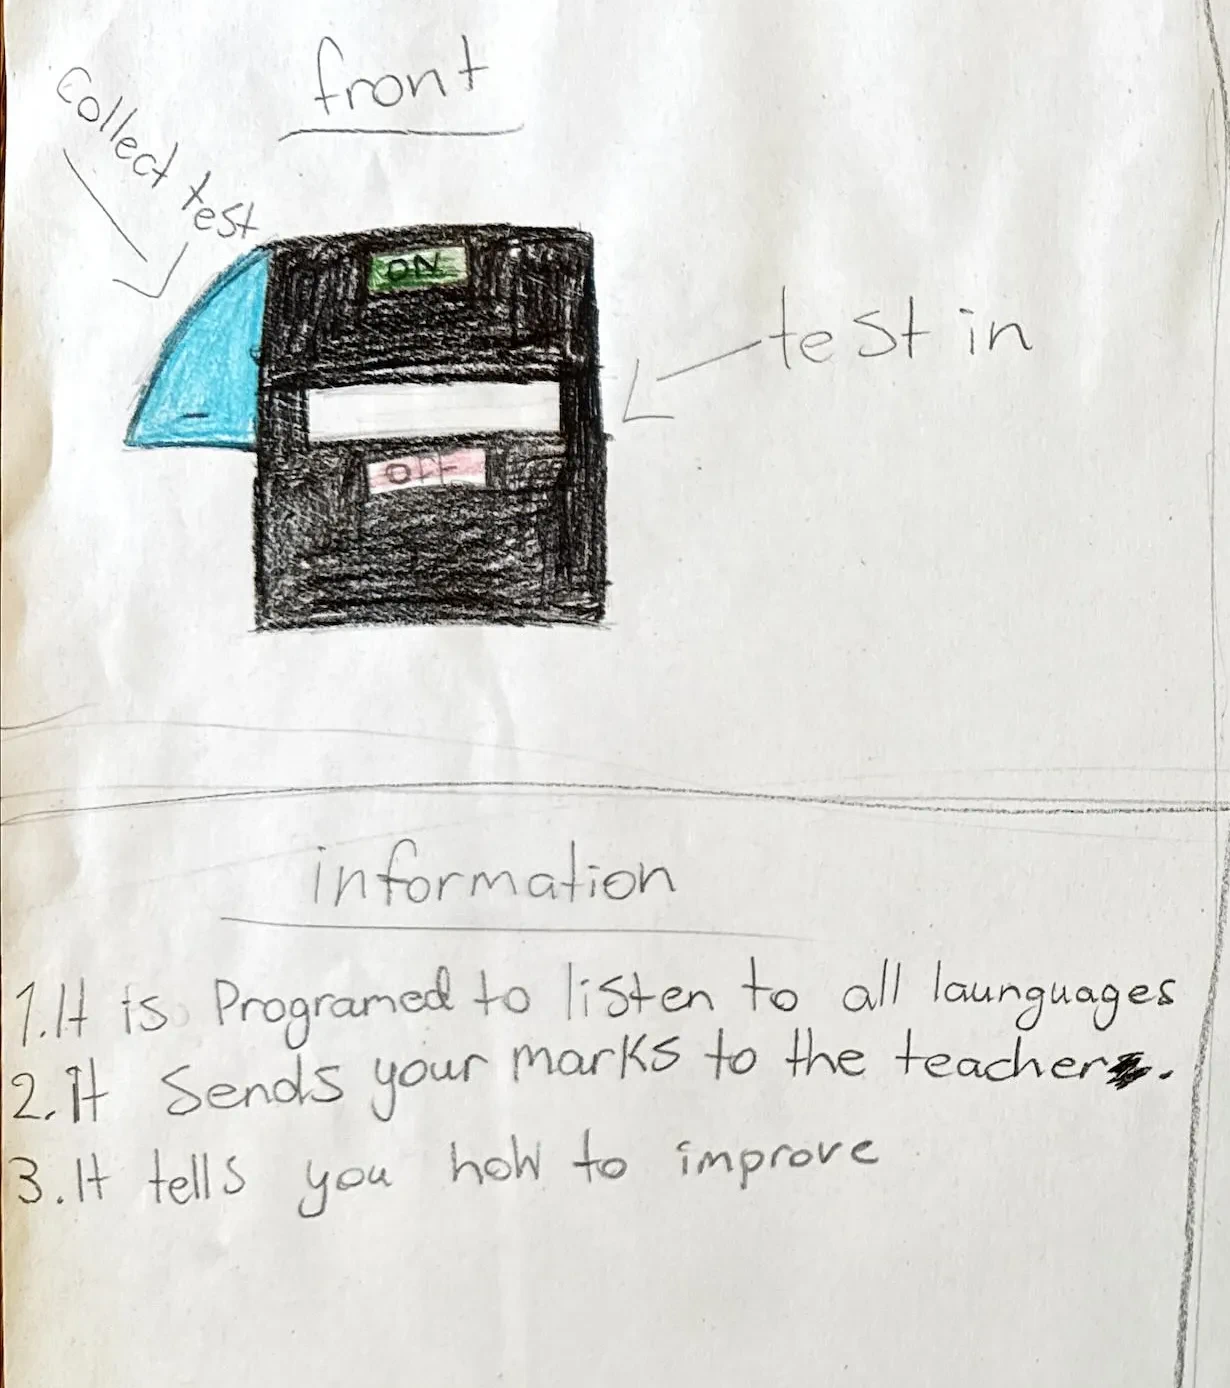 front
collect test
ON
test in
OFF
information
1. It is Programed to listen to all launguages
2. It Sends your marks to the teacher.
3. It tells you how to improve